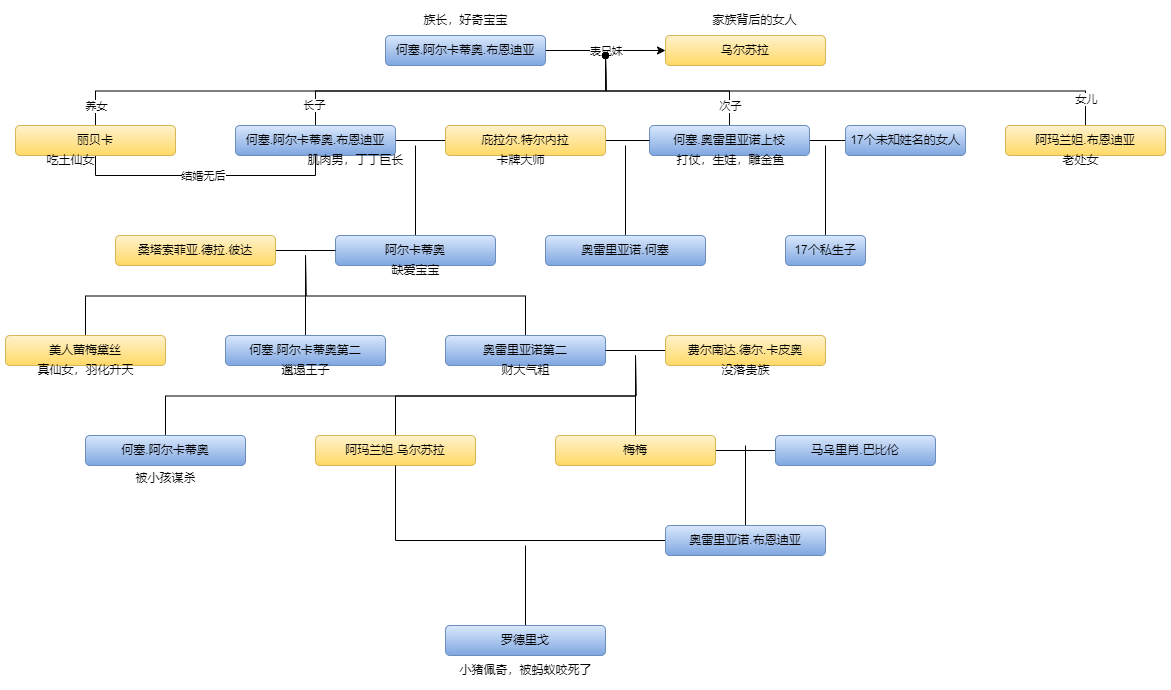 族长，好奇宝宝
家族背后的女人
何塞.阿尔卡蒂奥.布恩迪亚
表兄妹
乌尔苏拉
养女
长子
次子
女儿
丽贝卡
何塞.阿尔卡蒂奥.布恩迪亚
庇拉尔.特尔内拉
何塞.奥雷里亚诺上校
17个未知姓名的女人
阿玛兰妲.布恩迪亚
吃土仙女
肌肉男，丁丁巨长
卡牌大师
打仗，生娃，雕金鱼
老处女
结婚无后
桑塔索菲亚.德拉.彼达
阿尔卡蒂奥
奥雷里亚诺.何塞
17个私生子
缺爱宝宝
美人蕾梅黛丝
何塞.阿尔卡蒂奥第二
奥雷里亚诺第二
费尔南达.德尔.卡皮奥
真仙女，羽化升天
邋遢王子
财大气粗
没落贵族
何塞.阿尔卡蒂奥
阿玛兰妲.乌尔苏拉
梅梅
马乌里肖.巴比伦
被小孩谋杀
奥雷里亚诺.布恩迪亚
罗德里戈
小猪佩奇，被蚂蚁咬死了